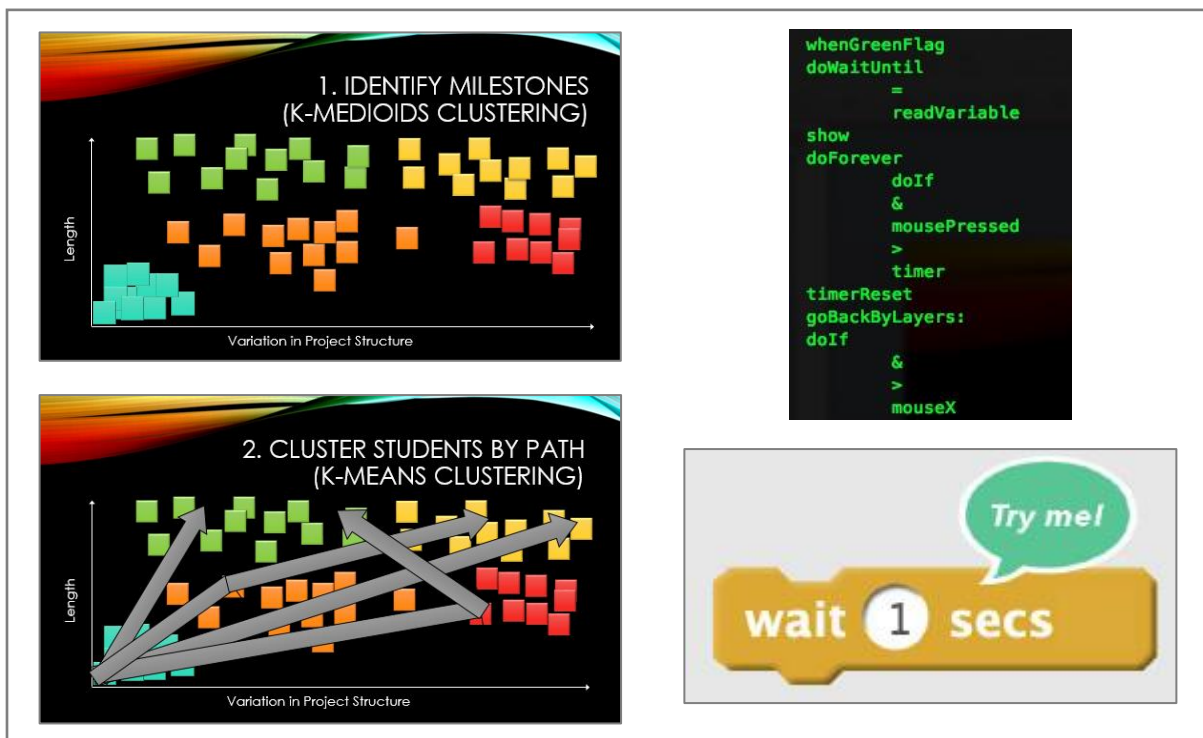 1. IDENTIFY MILESTONES
(K-MEDIOIDS CLUSTERING)
Length
Variation in Project Structure
2. CLUSTER STUDENTS BY PATH
(K-MEANS CLUSTERING)
Length
Variation in Project Structure
whenGreenFlag
doWaitUntil
=
readVariable
show
doForever
doIf
&
mousePressed
>
timer
timerReset
goBackByLayers:
doIf
&
>
mouseX
Try me!
wait 1 secs